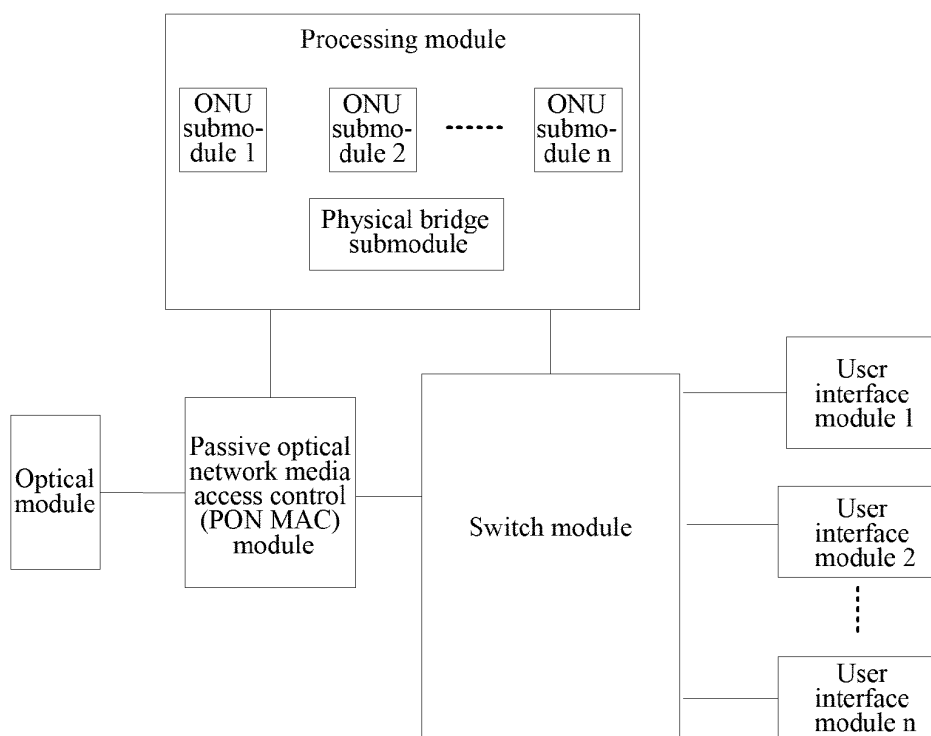 Processing module
ONU
submo-
dule 1
ONU
submo-
dule 2
ONU
submo-
dule n
Physical bridge
submodule
Optical
module
Passive optical
network media
access control
(PON MAC)
module
Switch module
User
interface
module 1
User
interface
module 2
User
interface
module n